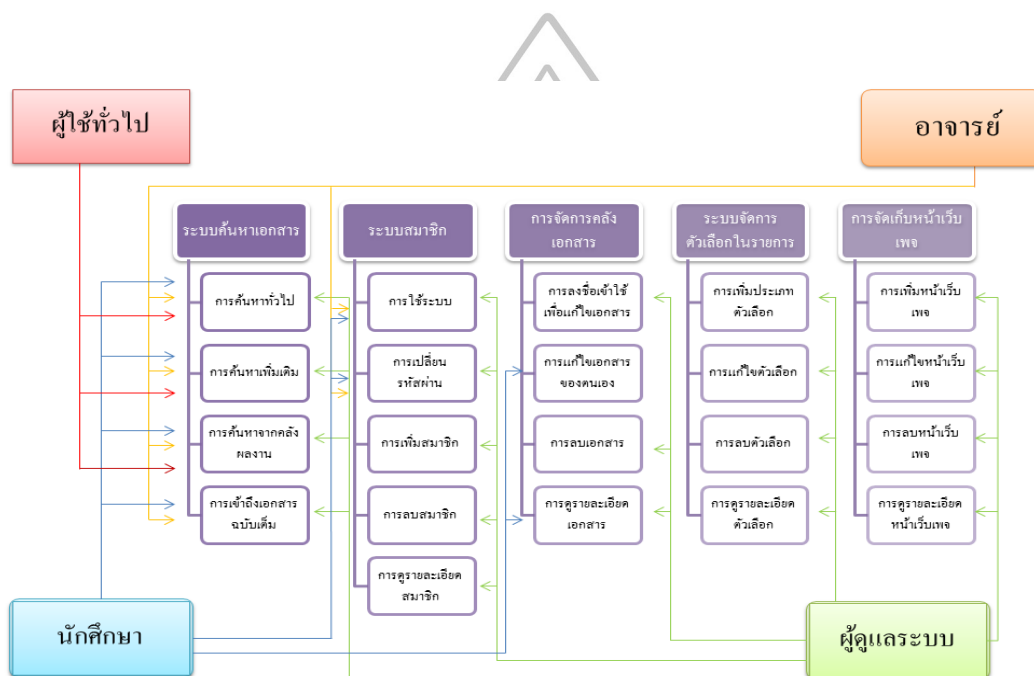 ผู้ใช้ทั่วไป
อาจารย์
ระบบค้นหาเอกสาร
การค้นหาทั่วไป
การค้นหาเพิ่มเติม
การค้นหาจากคลัง
ผลงาน
การเข้าถึงเอกสาร
ฉบับเต็ม
ระบบสมาชิก
การใช้ระบบ
การเปลี่ยน
รหัสผ่าน
การเพิ่มสมาชิก
การลบสมาชิก
การดูรายละเอียด
สมาชิก
การจัดการคลัง
เอกสาร
การลงชื่อเข้าใช้
เพื่อแก้ไขเอกสาร
การแก้ไขเอกสาร
ของตนเอง
การลบเอกสาร
การดูรายละเอียด
เอกสาร
ระบบจัดการ
ตัวเลือกในรายการ
การเพิ่มประเภท
ตัวเลือก
การแก้ไขตัวเลือก
การลบตัวเลือก
การดูรายละเอียด
ตัวเลือก
การจัดเก็บหน้าเว็บ
เพจ
การเพิ่มหน้าเว็บ
เพจ
การแก้ไขหน้าเว็บ
เพจ
การลบหน้าเว็บ
เพจ
การดูรายละเอียด
หน้าเว็บเพจ
นักศึกษา
ผู้ดูแลระบบ